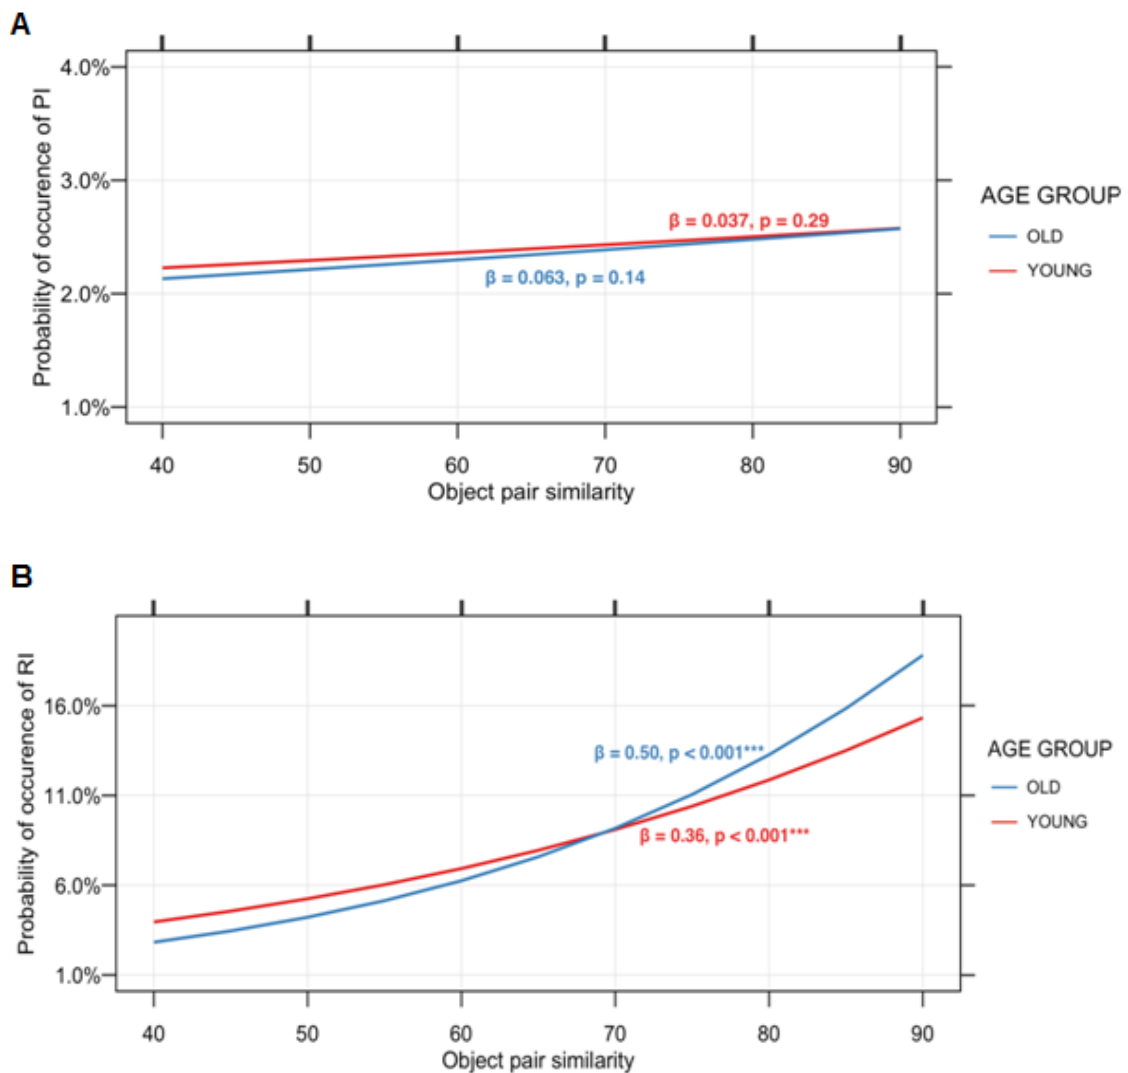 A
Probability of occurence of PI
4.0%
3.0%
2.0%
1.0%
β = 0.037, p = 0.29
β = 0.063, p = 0.14
40 50 60 70 80 90
Object pair similarity
AGE GROUP
OLD
YOUNG
B
Probability of occurence of RI
16.0%
11.0%
6.0%
1.0%
β = 0.50, p < 0.001***
β = 0.36, p < 0.001***
40 50 60 70 80 90
Object pair similarity
AGE GROUP
OLD
YOUNG